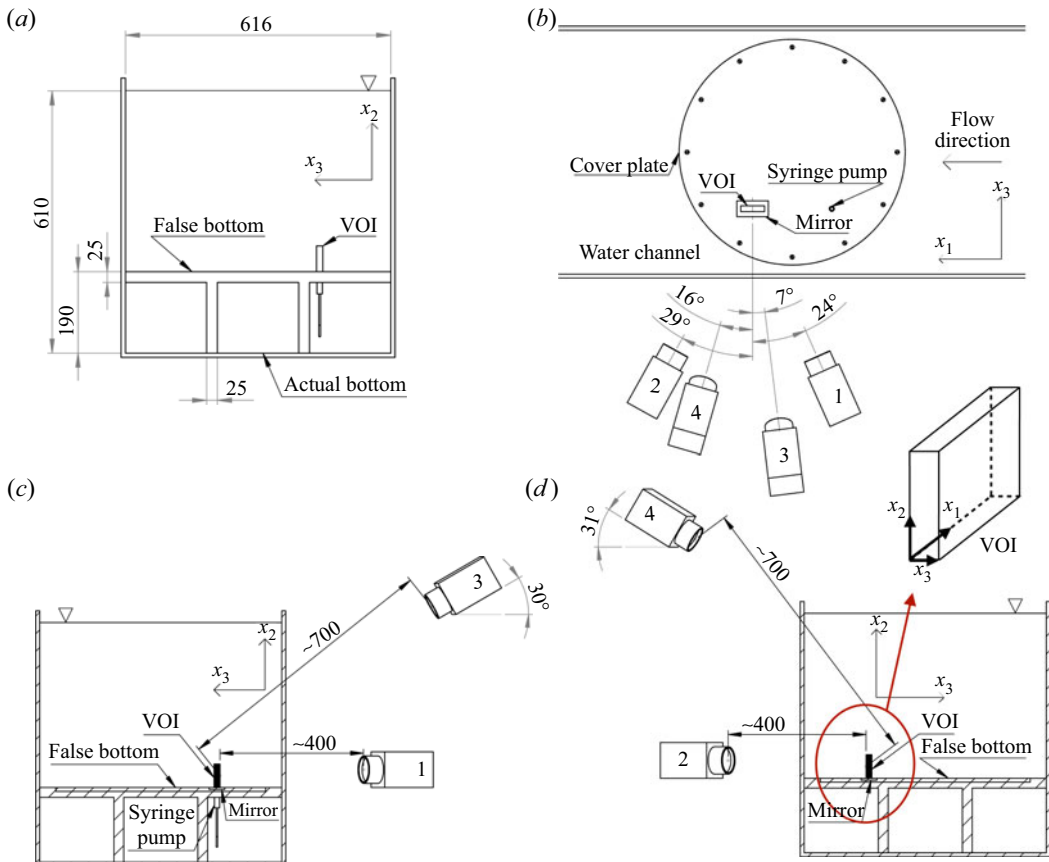 (a)
616
x2
x3
610
False bottom
VOI
25
190
Actual bottom
25
(b)
Flow
direction
Cover plate
Syringe pump
VOI
Mirror
x3
x1
Water channel
16°
7°
29°
24°
2
4
3
1
(c)
3
30°
~700
x2
x3
VOI
~400
False bottom
1
Mirror
Syringe
pump
(d)
4
31°
~700
x2
x1
x3
VOI
x2
x3
VOI
~400
False bottom
2
Mirror